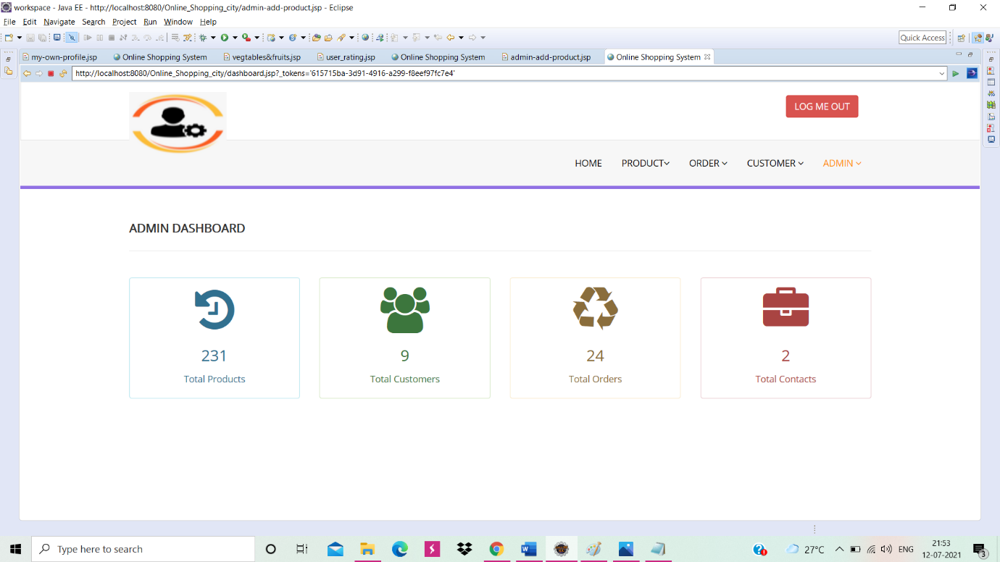 workspace - Java EE - http://localhost:8080/Online_Shopping_city/admin-add-product.jsp - Eclipse
File Edit Navigate Search Project Run Window Help
Quick Access
my-own-profile.jsp Online Shopping System vegtables&fruits.jsp user_rating.jsp Online Shopping System admin-add-product.jsp Online Shopping System
http://localhost:8080/Online_Shopping_city/dashboard.jsp?_tokens='615715ba-3d91-4916-a299-f8eef97fc7e4'
LOG ME OUT
HOME PRODUCT ORDER CUSTOMER ADMIN
ADMIN DASHBOARD
231 9 24 2
Total Products Total Customers Total Orders Total Contacts
Type here to search
27°C ENG
21:53
12-07-2021
3